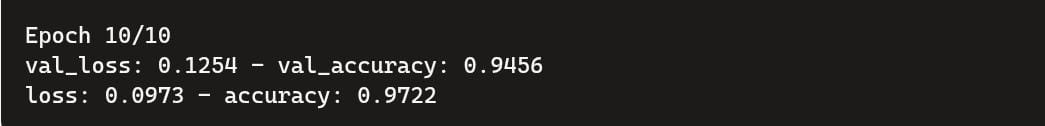 Epoch 10/10
val_loss: 0.1254 – val_accuracy: 0.9456
loss: 0.0973 – accuracy: 0.9722